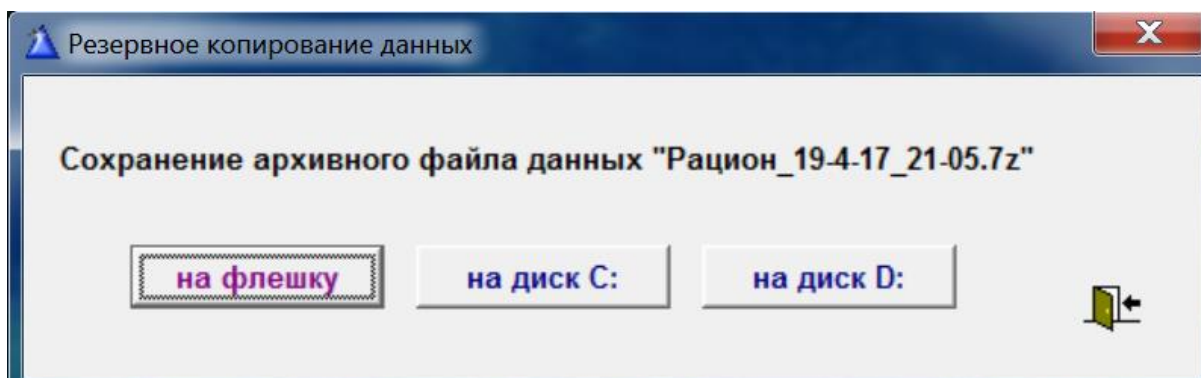 Резервное копирование данных
Сохранение архивного файла данных "Рацион_19-4-17_21-05.7z"
на флешку на диск C: на диск D: